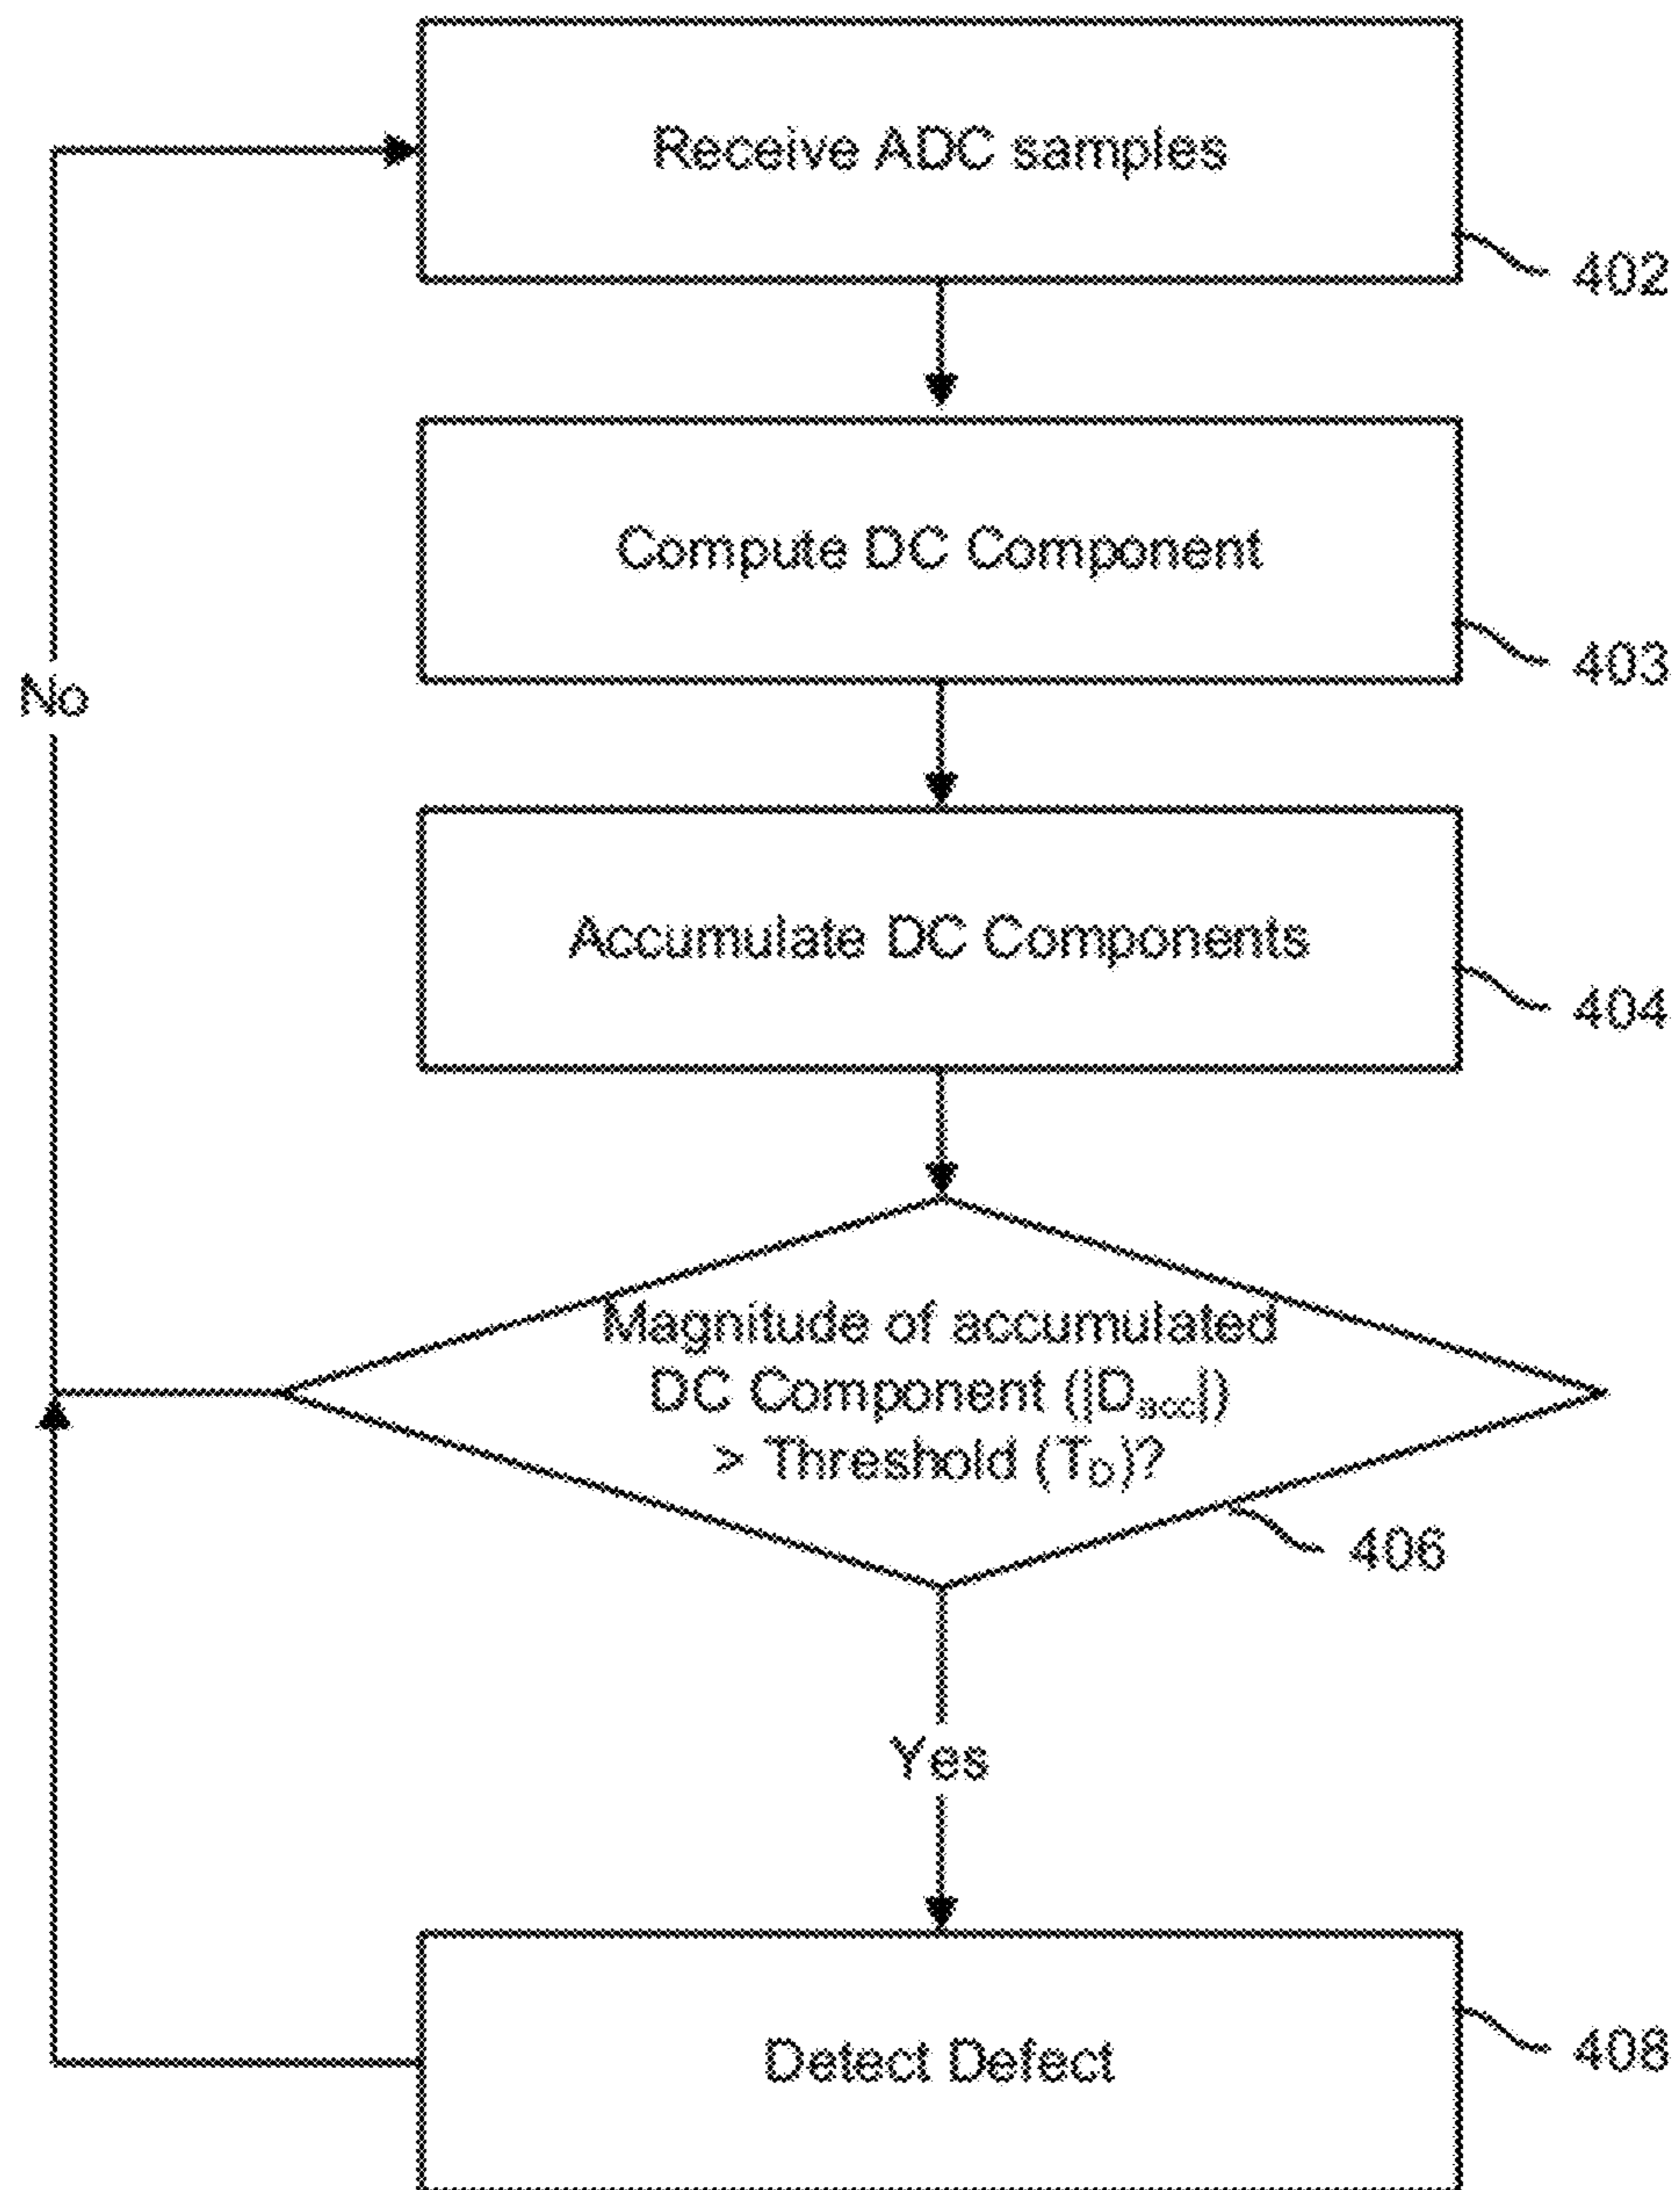 Receive ADC samples
402
Compute DC Component
403
No
Accumulate DC Components
404
Magnitude of accumulated
DC Component (|Dacc|)
> Threshold (TD)?
406
Yes
Detect Defect
408